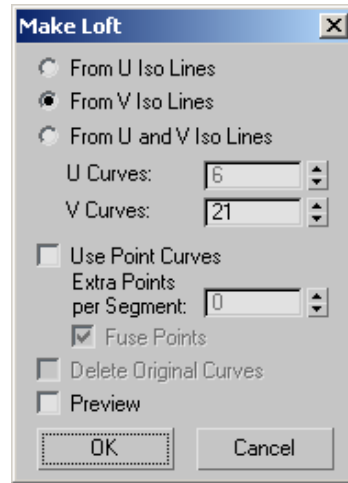 Make Loft
From U Iso Lines
From V Iso Lines
From U and V Iso Lines
U Curves: 6
V Curves: 21
Use Point Curves
Extra Points
per Segment: 0
Fuse Points
Delete Original Curves
Preview
OK Cancel